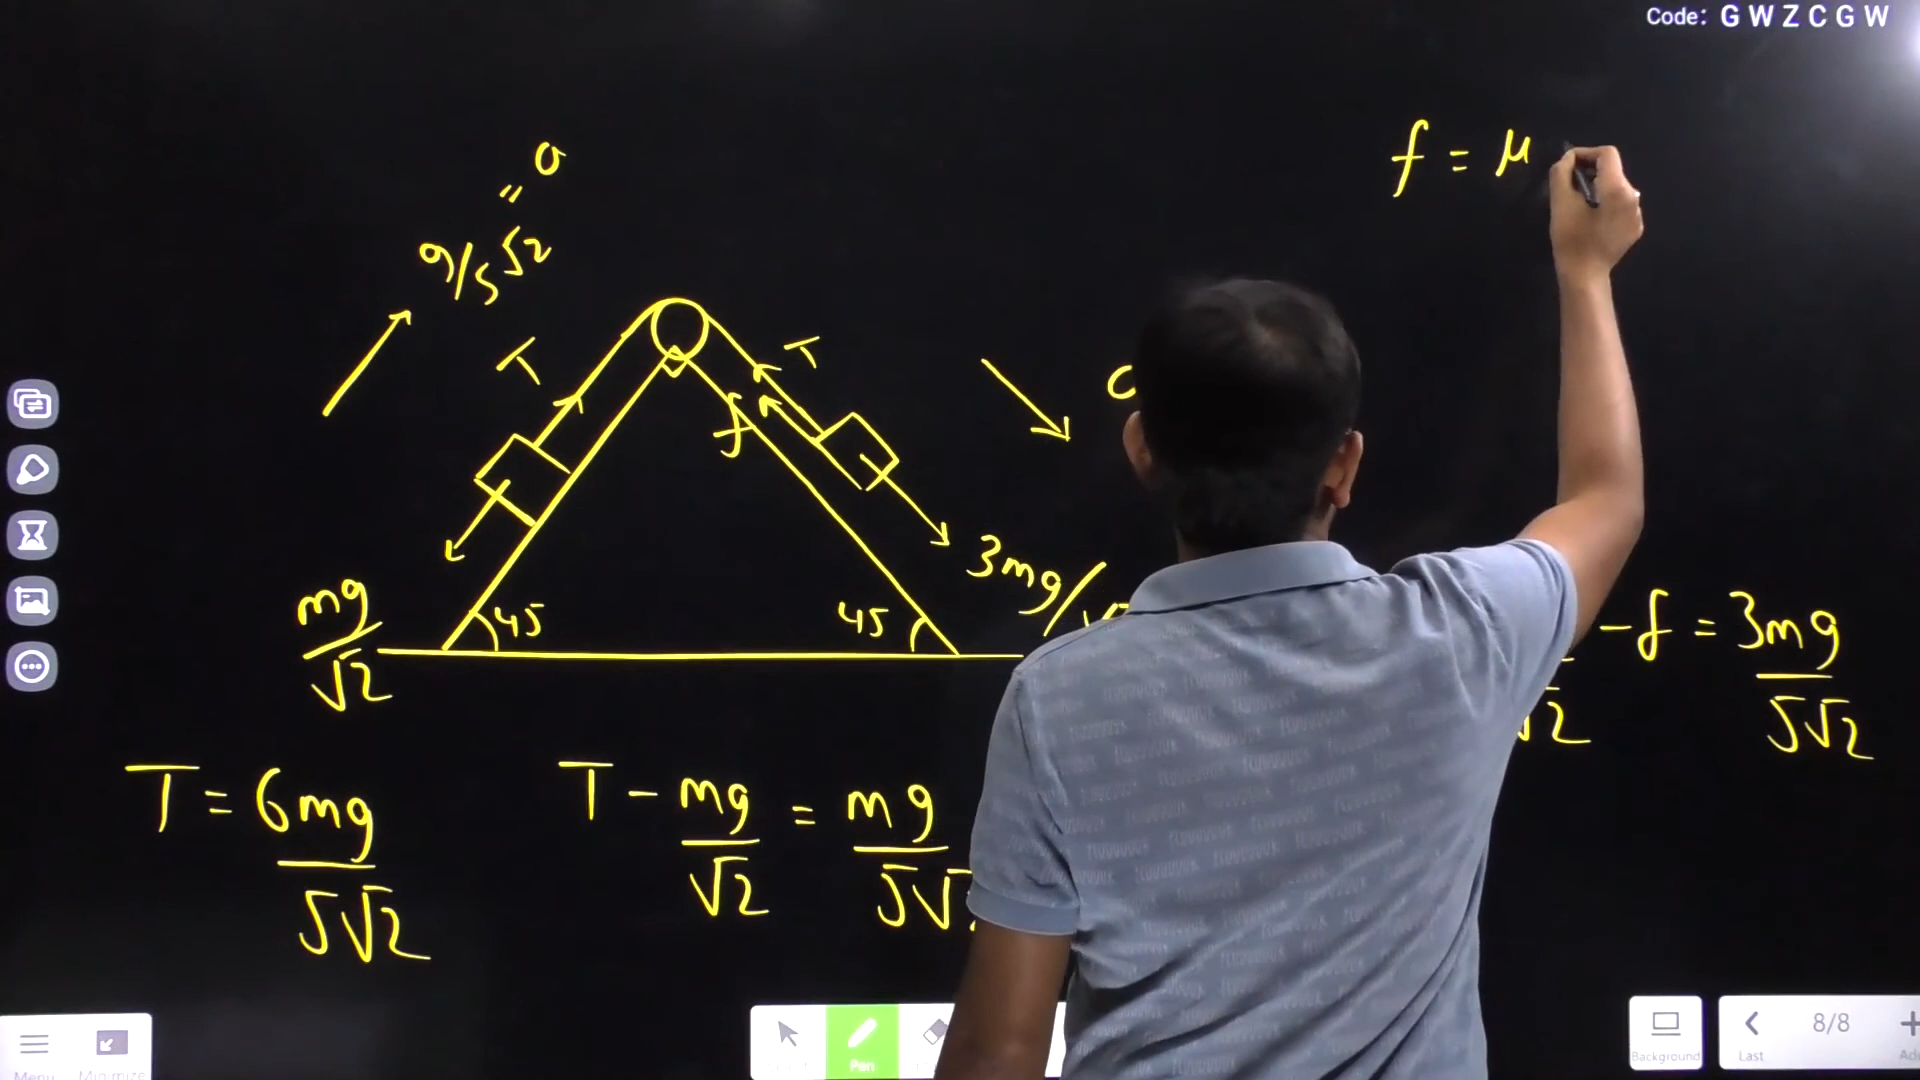 Code: G W Z C G W
f = μ
= a
g/5√2
T
T
f
3mg/
mg/√2
45
45
- f = 3mg/5√2
√2
T = 6mg/5√2
T - mg/√2 = mg/5√
Menu
Minimize
Pen
Background
Last
8/8